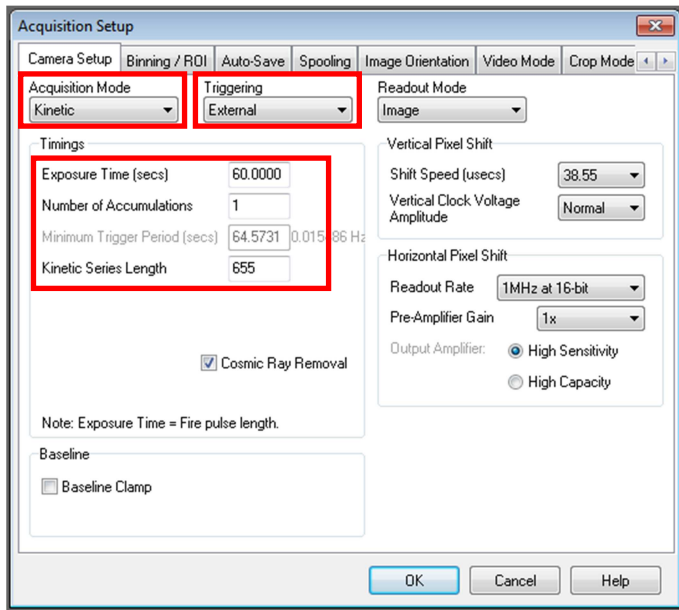 Acquisition Setup
Camera Setup Binning / ROI Auto-Save Spooling Image Orientation Video Mode Crop Mode
Acquisition Mode
Kinetic
Triggering
External
Readout Mode
Image
Timings
Exposure Time (secs) 60.0000
Number of Accumulations 1
Minimum Trigger Period (secs) 64.5731
Kinetic Series Length 655
Cosmic Ray Removal
Note: Exposure Time = Fire pulse length.
Baseline
Baseline Clamp
Vertical Pixel Shift
Shift Speed (usecs) 38.55
Vertical Clock Voltage
Amplitude
Normal
Horizontal Pixel Shift
Readout Rate 1MHz at 16-bit
Pre-Amplifier Gain 1x
Output Amplifier: High Sensitivity
High Capacity
OK Cancel Help